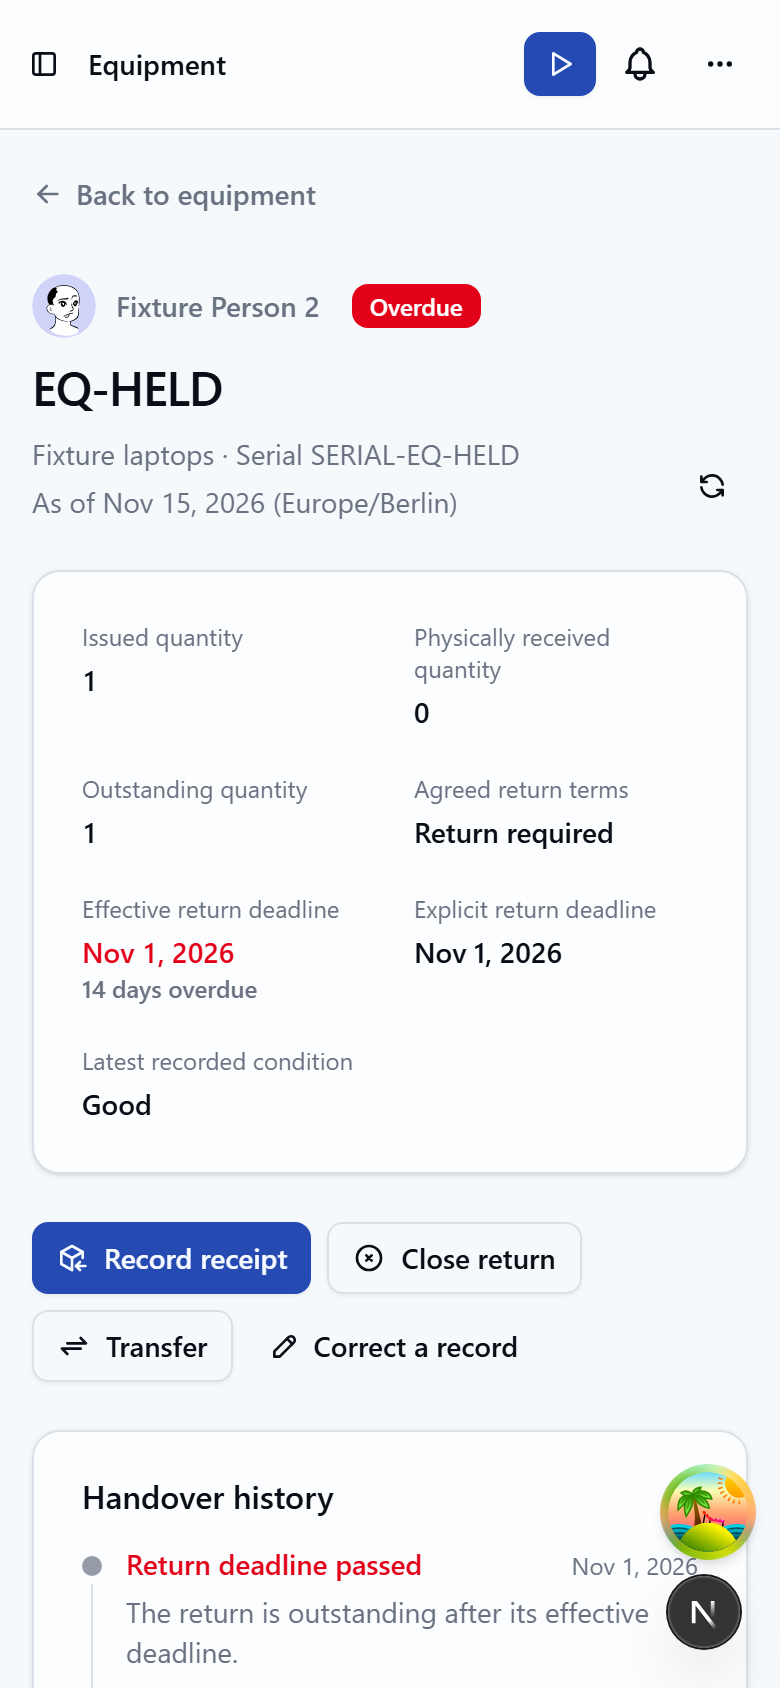 Equipment
Back to equipment
Fixture Person 2
Overdue
EQ-HELD
Fixture laptops · Serial SERIAL-EQ-HELD
As of Nov 15, 2026 (Europe/Berlin)
Issued quantity
1
Physically received
quantity
0
Outstanding quantity
1
Agreed return terms
Return required
Effective return deadline
Nov 1, 2026
14 days overdue
Explicit return deadline
Nov 1, 2026
Latest recorded condition
Good
Record receipt
Close return
Transfer
Correct a record
Handover history
Return deadline passed
Nov 1, 2026
The return is outstanding after its effective
deadline.
N